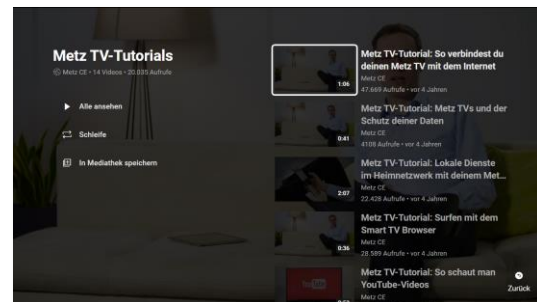 Metz TV-Tutorials
Metz CE • 14 Videos • 20.035 Aufrufe
Alle ansehen
Schleife
In Mediathek speichern
1:06
Metz TV-Tutorial: So verbindest du
deinen Metz TV mit dem Internet
Metz CE
47.669 Aufrufe • vor 4 Jahren
0:41
Metz TV-Tutorial: Metz TVs und der
Schutz deiner Daten
Metz CE
4108 Aufrufe • vor 4 Jahren
2:07
Metz TV-Tutorial: Lokale Dienste
im Heimnetzwerk mit deinem Met...
Metz CE
22.428 Aufrufe • vor 4 Jahren
0:36
Metz TV-Tutorial: Surfen mit dem
Smart TV Browser
Metz CE
28.589 Aufrufe • vor 4 Jahren
YouTube
Metz TV-Tutorial: So schaut man
YouTube-Videos
Metz CE
Zurück